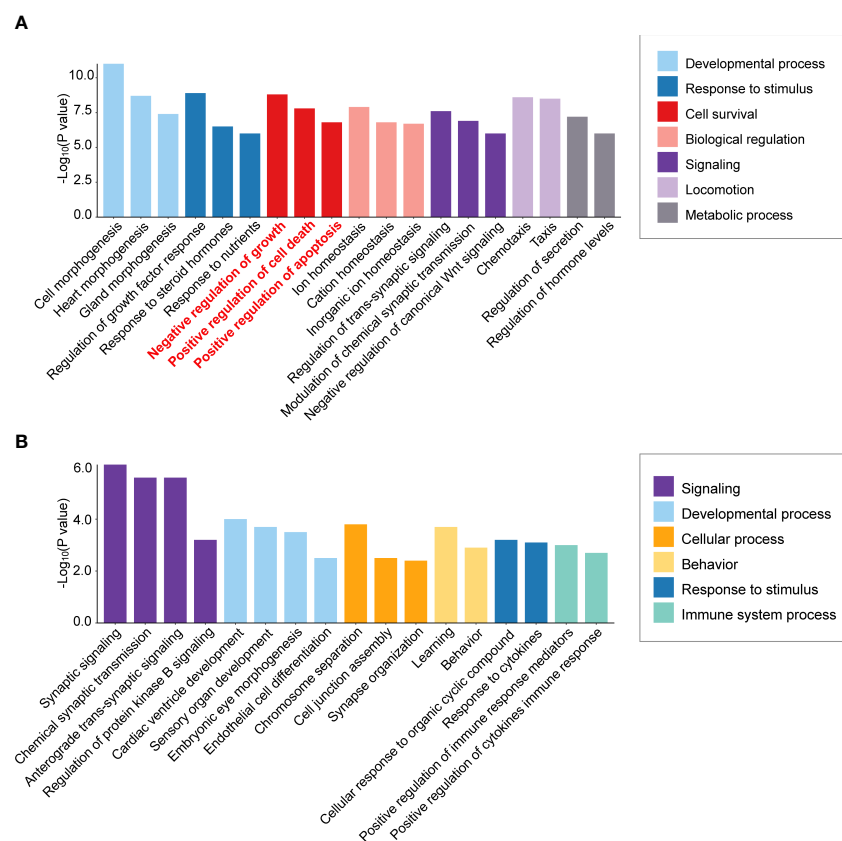 A
-Log₁₀(P value)
10.0
7.5
5.0
2.5
0.0
Cell morphogenesis
Heart morphogenesis
Gland morphogenesis
Regulation of growth factor response
Response to steroid hormones
Response to nutrients
Negative regulation of growth
Positive regulation of cell death
Positive regulation of apoptosis
Ion homeostasis
Cation homeostasis
Inorganic ion homeostasis
Regulation of trans-synaptic signaling
Modulation of chemical synaptic transmission
Negative regulation of canonical Wnt signaling
Chemotaxis
Taxis
Regulation of secretion
Regulation of hormone levels
Developmental process
Response to stimulus
Cell survival
Biological regulation
Signaling
Locomotion
Metabolic process
B
-Log₁₀(P value)
6.0
4.0
2.0
0.0
Synaptic signaling
Chemical synaptic transmission
Anterograde trans-synaptic signaling
Regulation of protein kinase B signaling
Cardiac ventricle development
Sensory organ development
Embryonic eye morphogenesis
Endothelial cell differentiation
Chromosome separation
Cell junction assembly
Synapse organization
Learning
Behavior
Cellular response to organic cyclic compound
Response to cytokines
Positive regulation of immune response mediators
Positive regulation of cytokines immune response
Signaling
Developmental process
Cellular process
Behavior
Response to stimulus
Immune system process